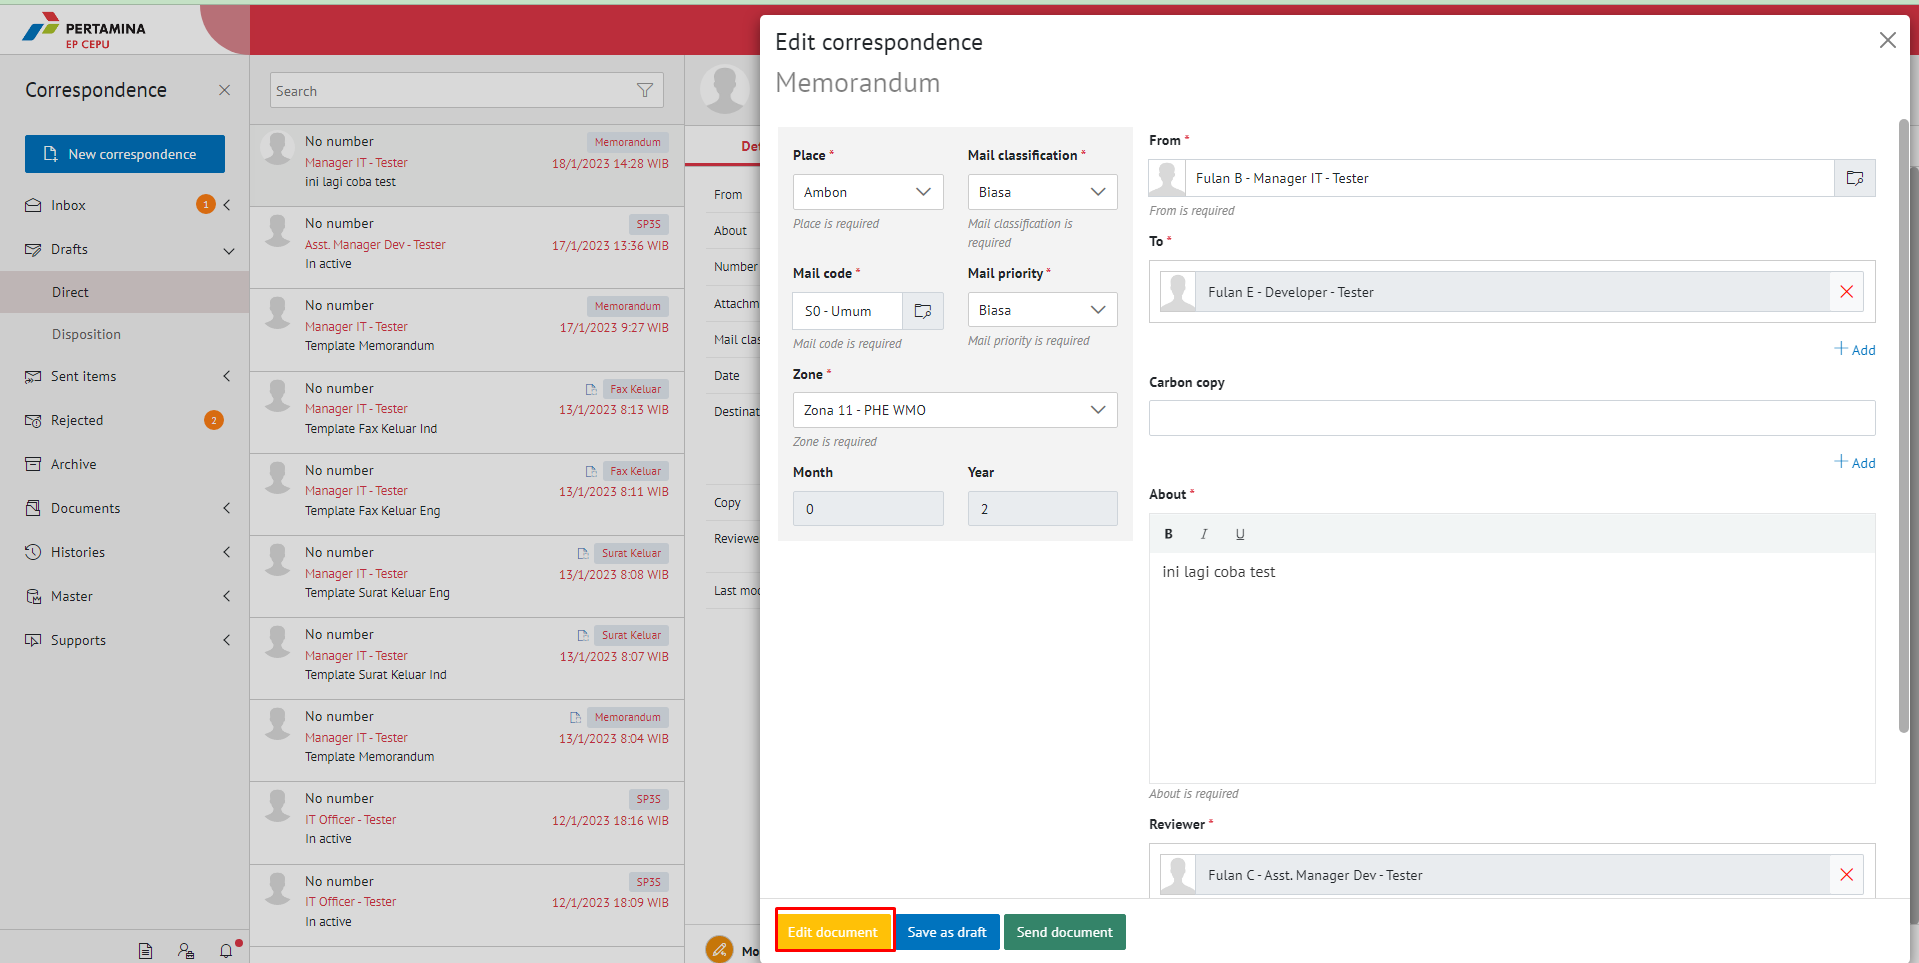 PERTAMINA
EP CEPU
Correspondence
New correspondence
Inbox 1
Drafts
Direct
Disposition
Sent items
Rejected 2
Archive
Documents
Histories
Master
Supports
Search
No number Memorandum
Manager IT - Tester 18/1/2023 14:28 WIB
ini lagi coba test
No number SP3S
Asst. Manager Dev - Tester 17/1/2023 13:36 WIB
In active
No number Memorandum
Manager IT - Tester 17/1/2023 9:27 WIB
Template Memorandum
No number Fax Keluar
Manager IT - Tester 13/1/2023 8:13 WIB
Template Fax Keluar Ind
No number Fax Keluar
Manager IT - Tester 13/1/2023 8:11 WIB
Template Fax Keluar Eng
No number Surat Keluar
Manager IT - Tester 13/1/2023 8:08 WIB
Template Surat Keluar Eng
No number Surat Keluar
Manager IT - Tester 13/1/2023 8:07 WIB
Template Surat Keluar Ind
No number Memorandum
Manager IT - Tester 13/1/2023 8:04 WIB
Template Memorandum
No number SP3S
IT Officer - Tester 12/1/2023 18:16 WIB
In active
No number SP3S
IT Officer - Tester 12/1/2023 18:09 WIB
In active
Det
From
About
Number
Attachm
Mail clas
Date
Destinat
Copy
Reviewe
Last mod
Mo
Edit correspondence
Memorandum
Place * Mail classification *
Ambon Biasa
Place is required Mail classification is
required
Mail code * Mail priority *
S0 - Umum Biasa
Mail code is required Mail priority is required
Zone *
Zona 11 - PHE WMO
Zone is required
Month Year
0 2
From *
Fulan B - Manager IT - Tester
From is required
To *
Fulan E - Developer - Tester
+ Add
Carbon copy
+ Add
About *
B I U
ini lagi coba test
About is required
Reviewer *
Fulan C - Asst. Manager Dev - Tester
Edit document Save as draft Send document